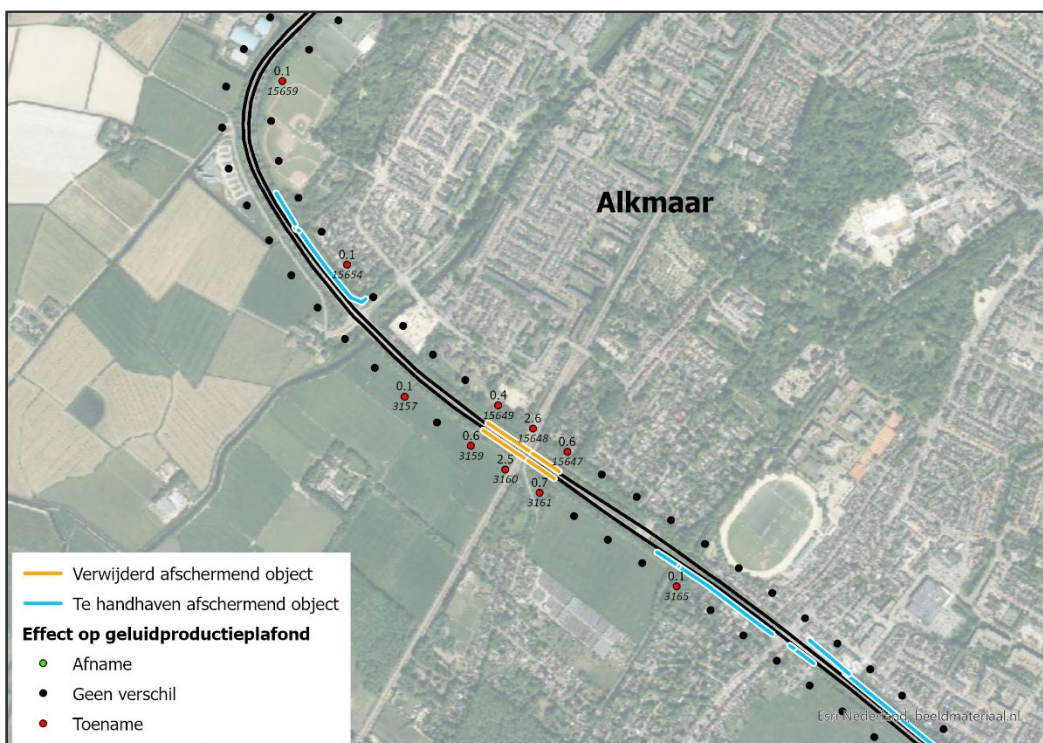 0.1
15659
Alkmaar
0.1
15654
0.1
3157
0.4
15649
2.6
15648
0.6
15647
0.6
3159
2.5
3160
0.7
3161
0.1
3165
Verwijderd afschermend object
Te handhaven afschermend object
Effect op geluidproductieplafond
Afname
Geen verschil
Toename
Esri Nederland, beeldmateriaal.nl